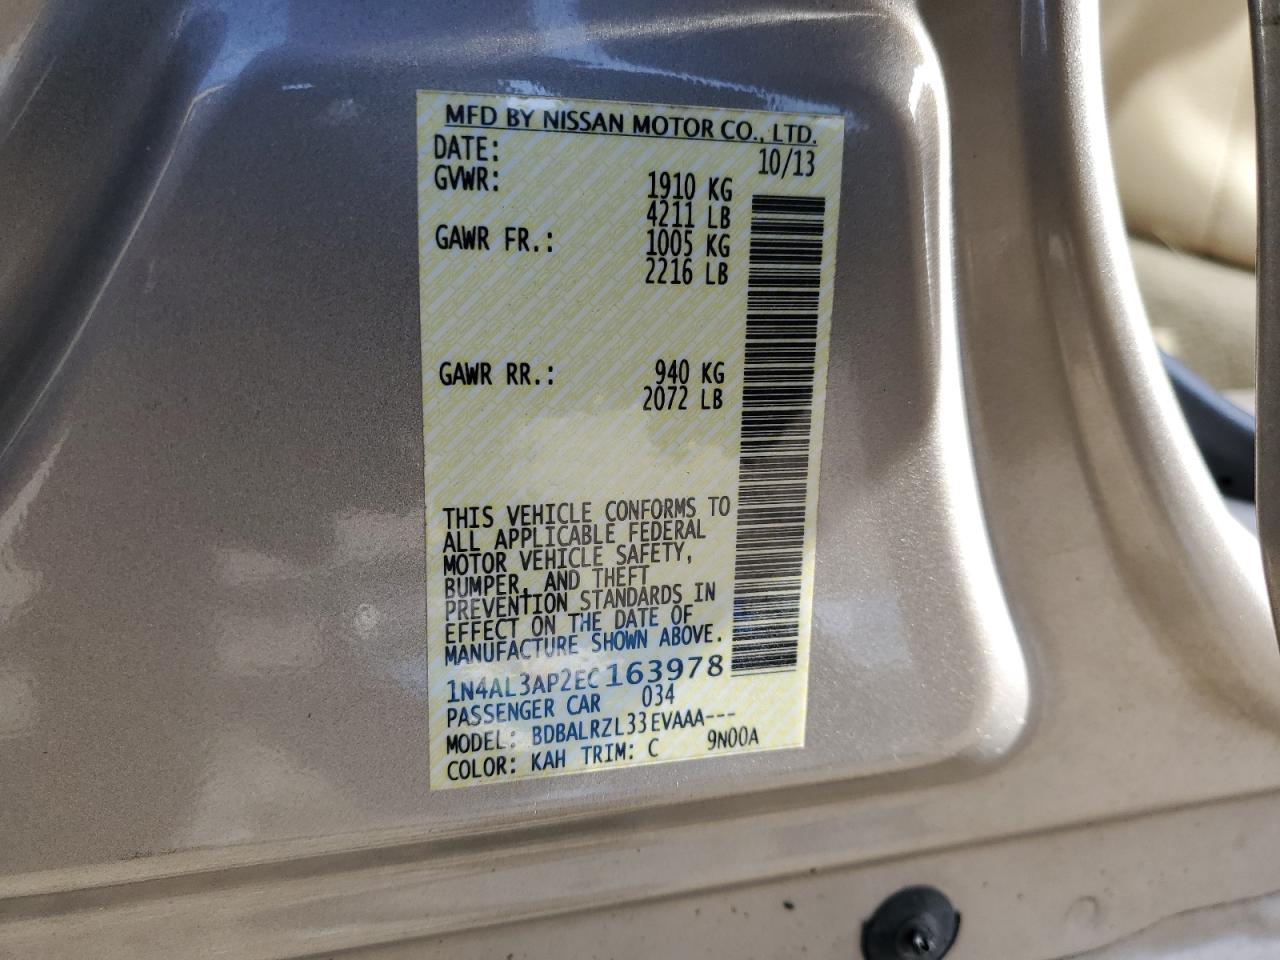 MFD BY NISSAN MOTOR CO., LTD.
DATE: 10/13
GVWR: 1910 KG
4211 LB
GAWR FR.: 1005 KG
2216 LB
GAWR RR.: 940 KG
2072 LB
THIS VEHICLE CONFORMS TO
ALL APPLICABLE FEDERAL
MOTOR VEHICLE SAFETY,
BUMPER, AND THEFT
PREVENTION STANDARDS IN
EFFECT ON THE DATE OF
MANUFACTURE SHOWN ABOVE.
1N4AL3AP2EC163978
PASSENGER CAR 034
MODEL: BDBALRZL33EVAAA---
COLOR: KAH TRIM: C 9N00A